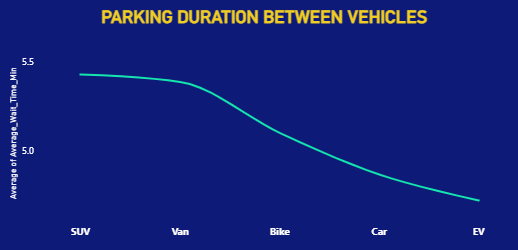 PARKING DURATION BETWEEN VEHICLES
Average of Average_Wait_Time_Min
5.5
5.0
SUV Van Bike Car EV